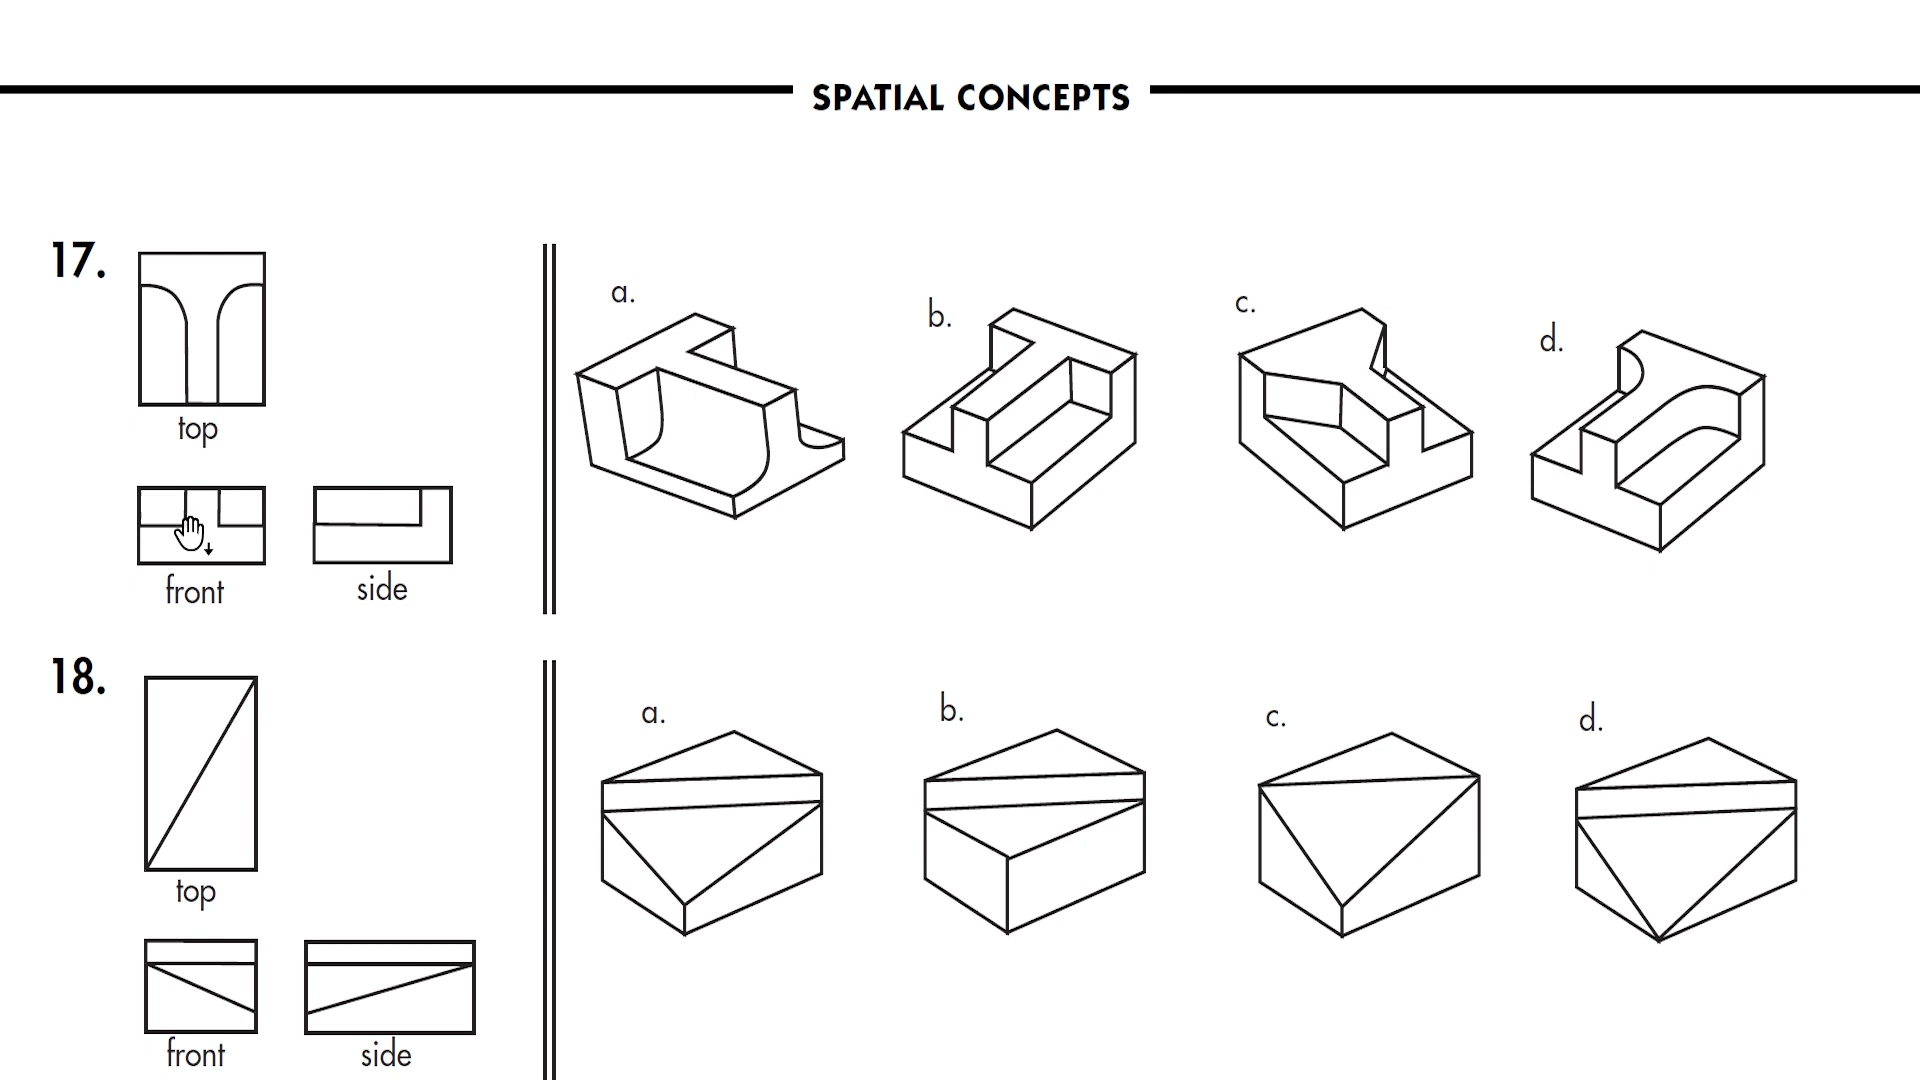 SPATIAL CONCEPTS
17.
top
front
side
a.
b.
c.
d.
18.
top
front
side
a.
b.
c.
d.